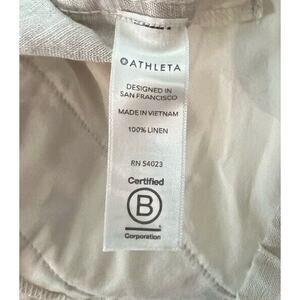 ATHLETA
DESIGNED IN
SAN FRANCISCO
MADE IN VIETNAM
100% LINEN
RN 54023
Certified
B
Corporation